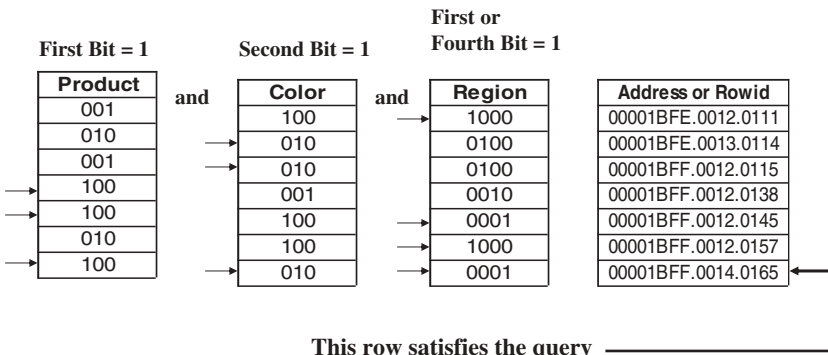 First or
First Bit = 1 Second Bit = 1 Fourth Bit = 1
Product and Color and Region Address or Rowid
001 100 1000 00001BFE.0012.0111
010 010 0100 00001BFE.0013.0114
001 010 0100 00001BFF.0012.0115
100 001 0010 00001BFF.0012.0138
100 100 0001 00001BFF.0012.0145
010 100 1000 00001BFF.0012.0157
100 010 0001 00001BFF.0014.0165
This row satisfies the query